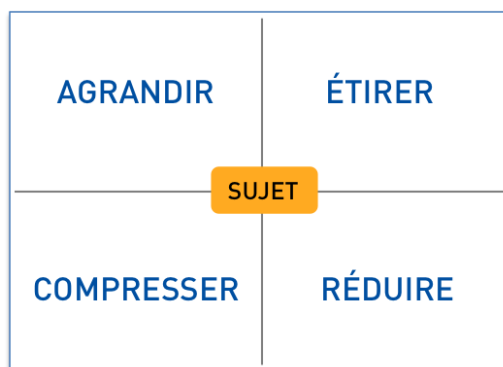 AGRANDIR
ÉTIRER
SUJET
COMPRESSER
RÉDUIRE